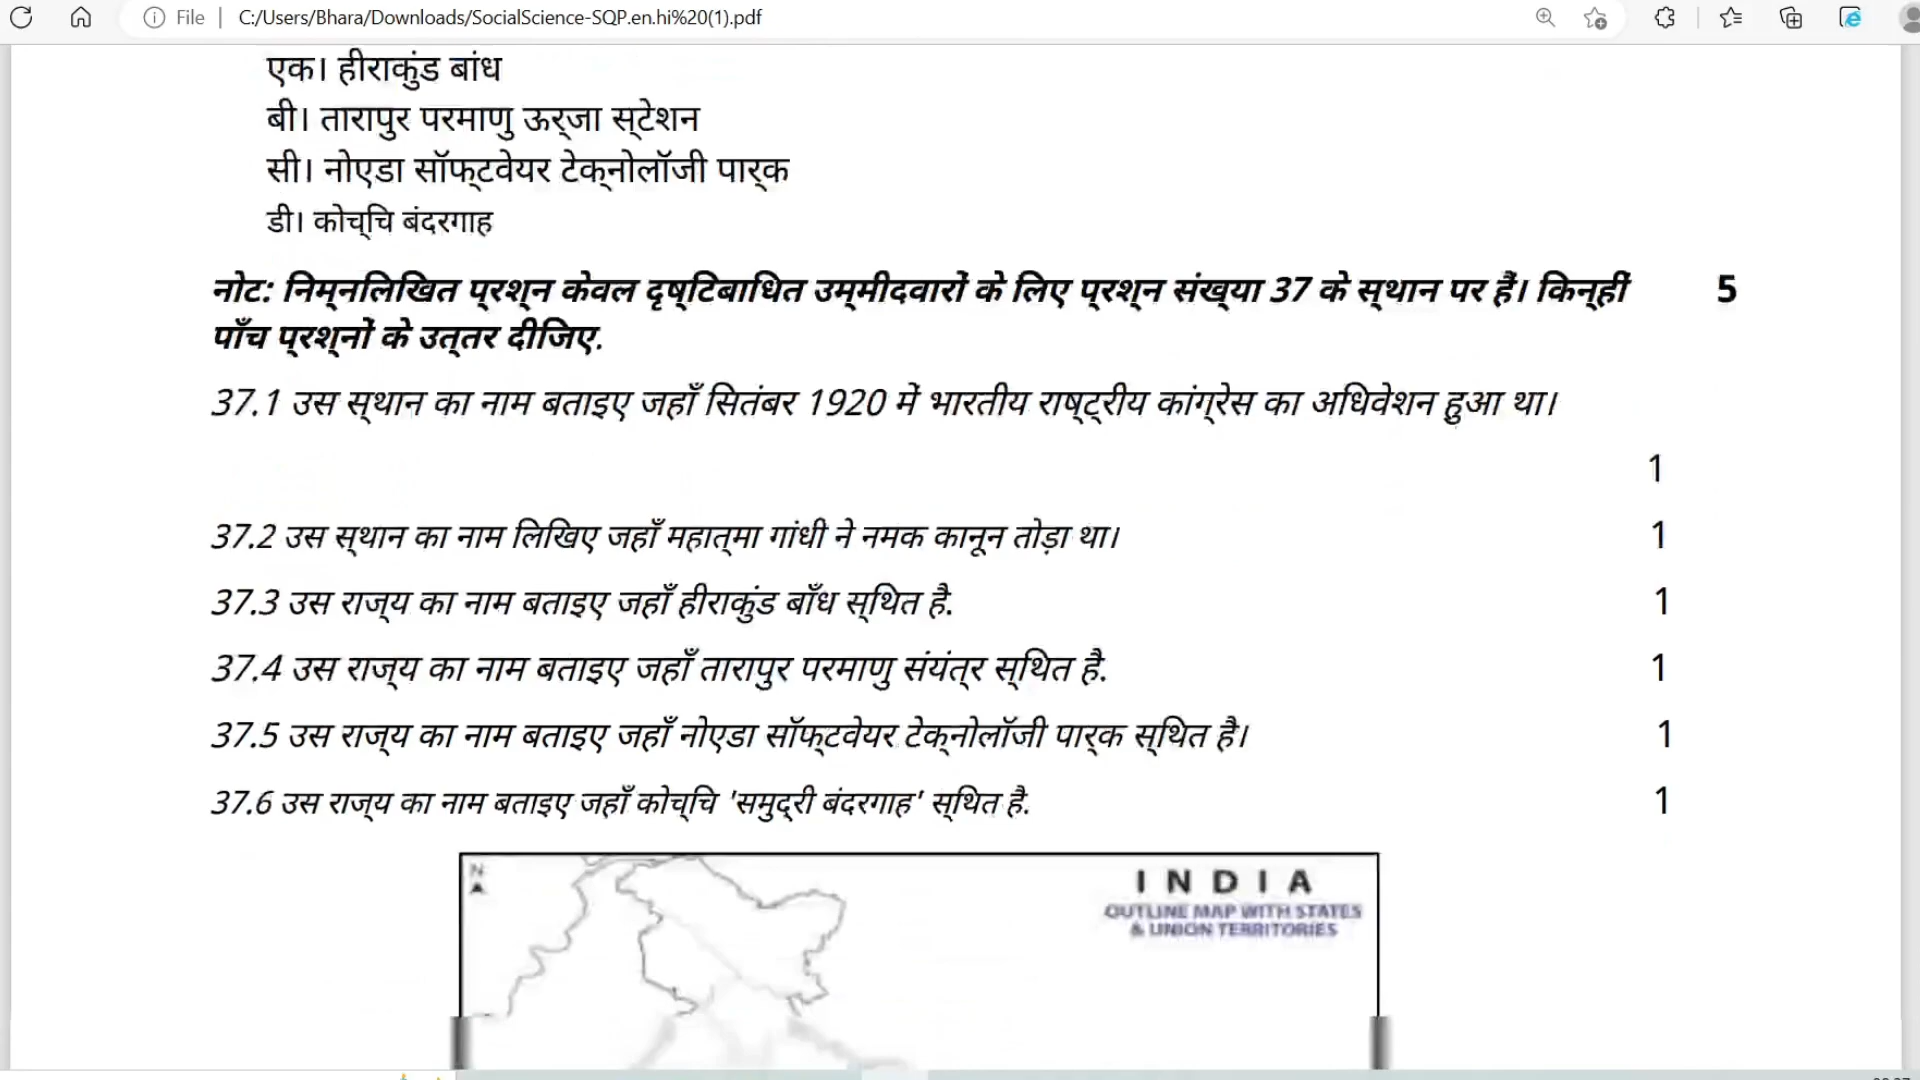 File
C:/Users/Bhara/Downloads/SocialScience-SQP.en.hi%20(1).pdf
एक। हीराकुंड बांध
बी। तारापुर परमाणु ऊर्जा स्टेशन
सी। नोएडा सॉफ्टवेयर टेक्नोलॉजी पार्क
डी। कोच्चि बंदरगाह
नोट: निम्नलिखित प्रश्न केवल दृष्टिबाधित उम्मीदवारों के लिए प्रश्न संख्या 37 के स्थान पर हैं। किन्हीं 5
पाँच प्रश्नों के उत्तर दीजिए.
37.1 उस स्थान का नाम बताइए जहाँ सितंबर 1920 में भारतीय राष्ट्रीय कांग्रेस का अधिवेशन हुआ था।
1
37.2 उस स्थान का नाम लिखिए जहाँ महात्मा गांधी ने नमक कानून तोड़ा था। 1
37.3 उस राज्य का नाम बताइए जहाँ हीराकुंड बाँध स्थित है. 1
37.4 उस राज्य का नाम बताइए जहाँ तारापुर परमाणु संयंत्र स्थित है. 1
37.5 उस राज्य का नाम बताइए जहाँ नोएडा सॉफ्टवेयर टेक्नोलॉजी पार्क स्थित है। 1
37.6 उस राज्य का नाम बताइए जहाँ कोच्चि 'समुद्री बंदरगाह' स्थित है. 1
N
INDIA
OUTLINE MAP WITH STATES
& UNION TERRITORIES